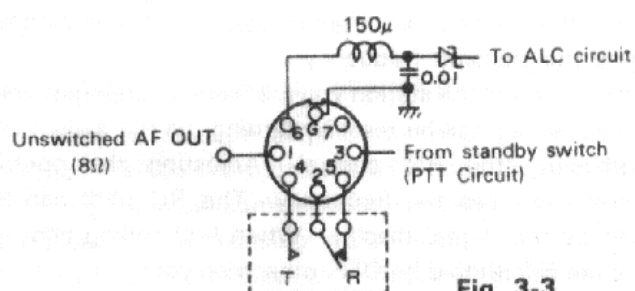 150μ
To ALC circuit
0.01
6 G 7
Unswitched AF OUT
(8Ω)
1 3
From standby switch
(PTT Circuit)
4 2 5
T R
Fig. 3-3